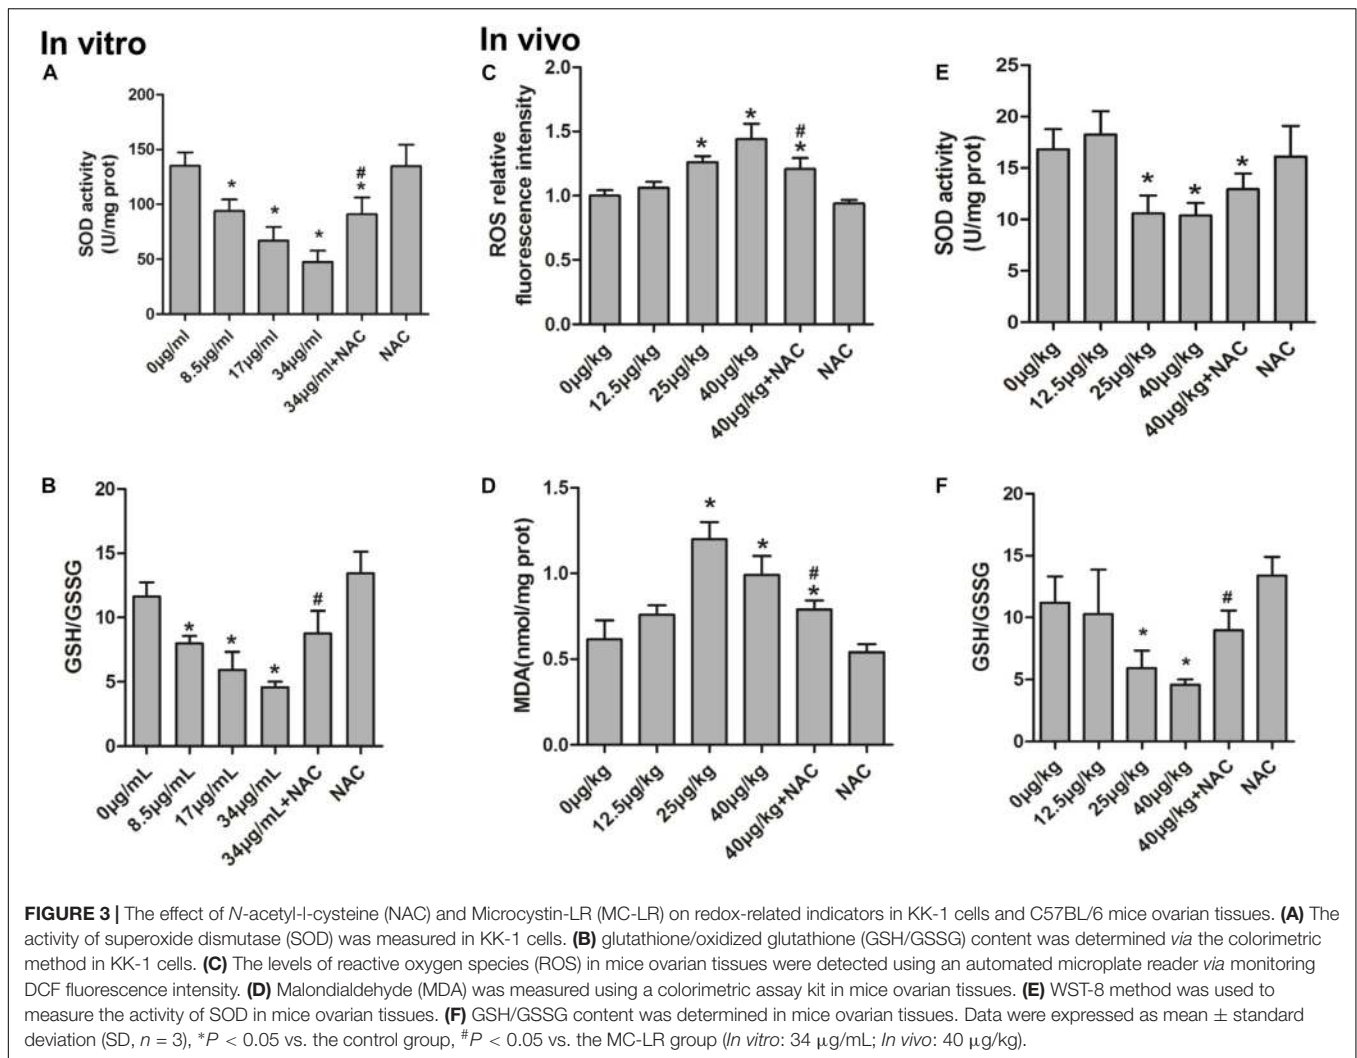 In vitro
In vivo
A
200
150
100
50
0
SOD activity
(U/mg prot)
*
*
*
#
*
0µg/ml
8.5µg/ml
17µg/ml
34µg/ml
34µg/ml+NAC
NAC
C
2.0
1.5
1.0
0.5
0.0
ROS relative
fluorescence intensity
*
*
#
*
0µg/kg
12.5µg/kg
25µg/kg
40µg/kg
40µg/kg+NAC
NAC
E
25
20
15
10
5
0
SOD activity
(U/mg prot)
*
*
*
0µg/kg
12.5µg/kg
25µg/kg
40µg/kg
40µg/kg+NAC
NAC
B
20
15
10
5
0
GSH/GSSG
*
*
*
#
0µg/mL
8.5µg/mL
17µg/mL
34µg/mL
34µg/mL+NAC
NAC
D
1.5
1.0
0.5
0.0
MDA(nmol/mg prot)
*
*
#
*
0µg/kg
12.5µg/kg
25µg/kg
40µg/kg
40µg/kg+NAC
NAC
F
20
15
10
5
0
GSH/GSSG
*
*
#
0µg/kg
12.5µg/kg
25µg/kg
40µg/kg
40µg/kg+NAC
NAC
FIGURE 3 | The effect of N-acetyl-l-cysteine (NAC) and Microcystin-LR (MC-LR) on redox-related indicators in KK-1 cells and C57BL/6 mice ovarian tissues. (A) The
activity of superoxide dismutase (SOD) was measured in KK-1 cells. (B) glutathione/oxidized glutathione (GSH/GSSG) content was determined via the colorimetric
method in KK-1 cells. (C) The levels of reactive oxygen species (ROS) in mice ovarian tissues were detected using an automated microplate reader via monitoring
DCF fluorescence intensity. (D) Malondialdehyde (MDA) was measured using a colorimetric assay kit in mice ovarian tissues. (E) WST-8 method was used to
measure the activity of SOD in mice ovarian tissues. (F) GSH/GSSG content was determined in mice ovarian tissues. Data were expressed as mean ± standard
deviation (SD, n = 3), *P < 0.05 vs. the control group, #P < 0.05 vs. the MC-LR group (In vitro: 34 µg/mL; In vivo: 40 µg/kg).